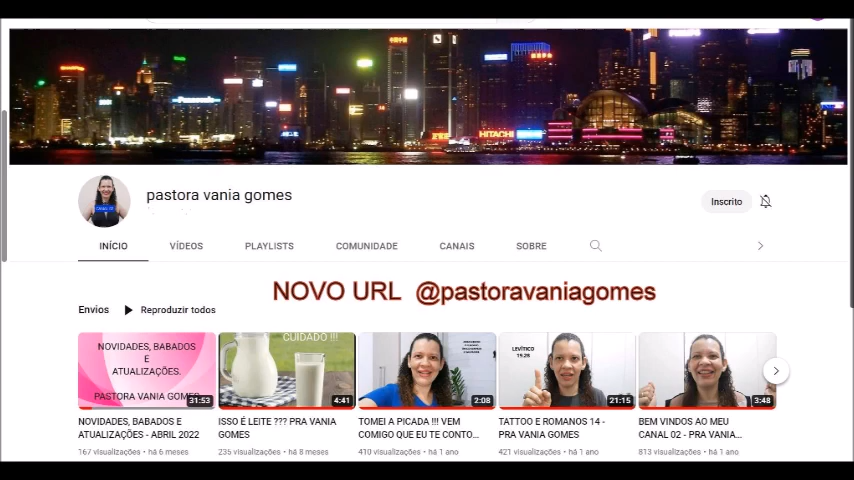 HITACHI
pastora vania gomes
Inscrito
INÍCIO VÍDEOS PLAYLISTS COMUNIDADE CANAIS SOBRE
NOVO URL @pastoravaniagomes
Envios Reproduzir todos
NOVIDADES, BABADOS
E
ATUALIZAÇÕES.
PASTORA VANIA GOMES
31:53
CUIDADO !!!
4:41
2:08
LEVÍTICO
19:28
21:15
3:48
NOVIDADES, BABADOS E
ATUALIZAÇÕES - ABRIL 2022
167 visualizações • há 6 meses
ISSO É LEITE ??? PRA VANIA
GOMES
235 visualizações • há 8 meses
TOMEI A PICADA !!! VEM
COMIGO QUE EU TE CONTO...
410 visualizações • há 1 ano
TATTOO E ROMANOS 14 -
PRA VANIA GOMES
421 visualizações • há 1 ano
BEM VINDOS AO MEU
CANAL 02 - PRA VANIA...
813 visualizações • há 1 ano